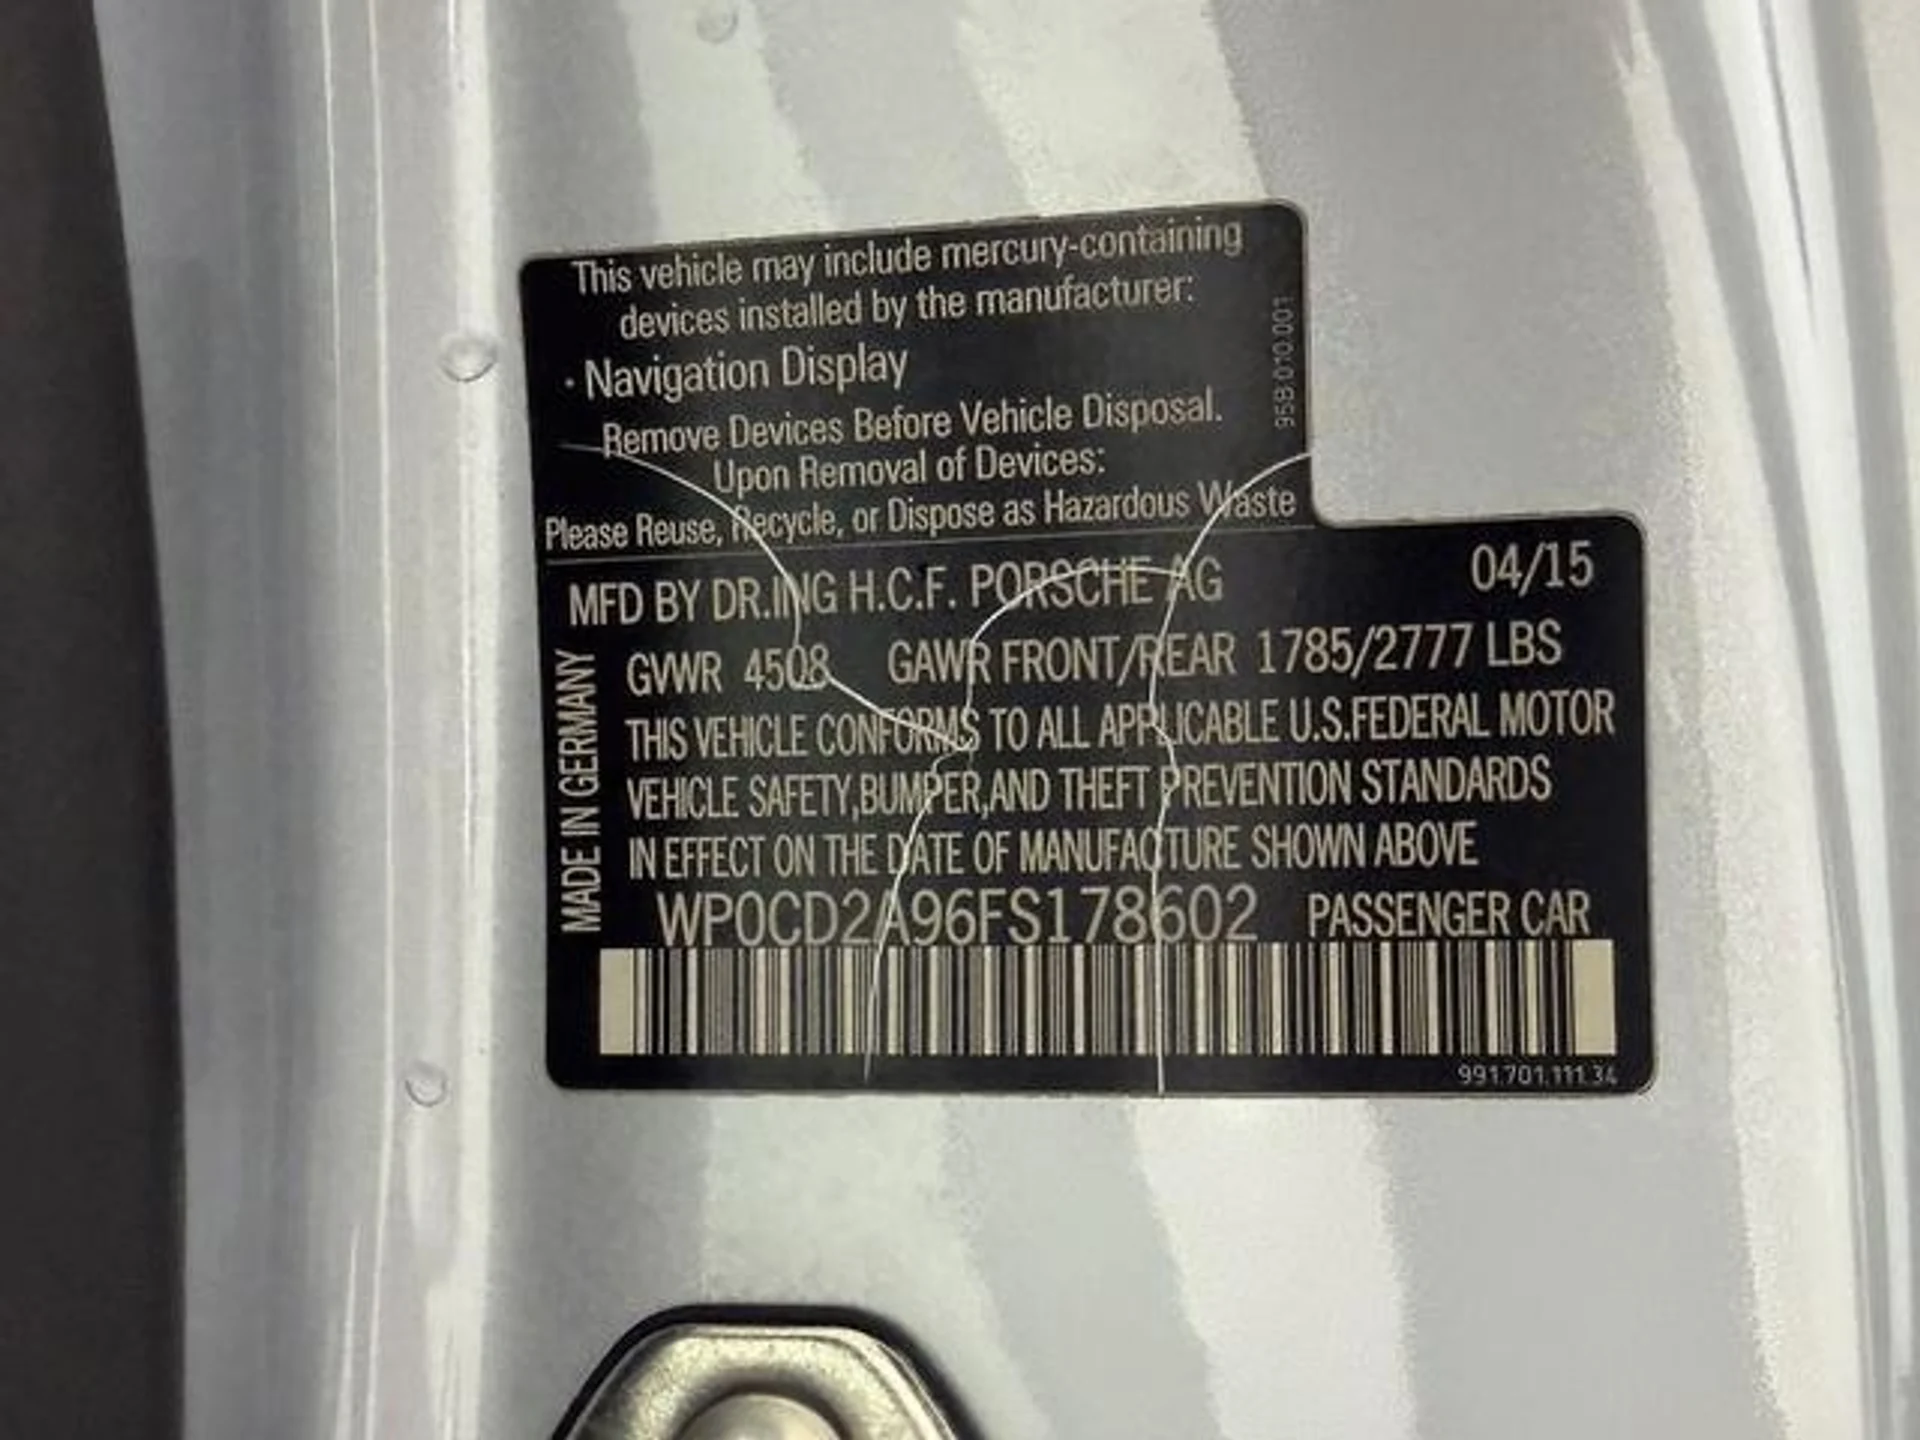 This vehicle may include mercury-containing
devices installed by the manufacturer:
· Navigation Display
Remove Devices Before Vehicle Disposal.
Upon Removal of Devices:
Please Reuse, Recycle, or Dispose as Hazardous Waste
95B.010.001
MFD BY DR.ING H.C.F. PORSCHE AG 04/15
GVWR 4508 GAWR FRONT/REAR 1785/2777 LBS
THIS VEHICLE CONFORMS TO ALL APPLICABLE U.S.FEDERAL MOTOR
VEHICLE SAFETY,BUMPER,AND THEFT PREVENTION STANDARDS
IN EFFECT ON THE DATE OF MANUFACTURE SHOWN ABOVE
WP0CD2A96FS178602 PASSENGER CAR
MADE IN GERMANY
991.701.111.34